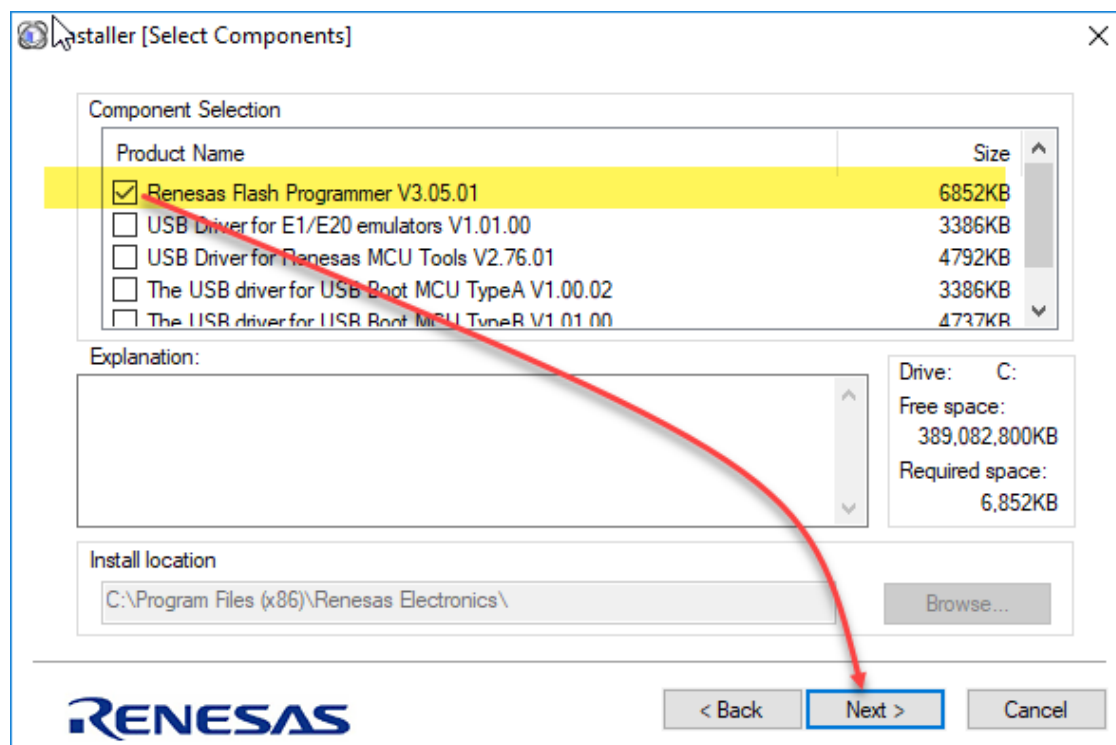 Installer [Select Components]
Component Selection
Product Name Size
Renesas Flash Programmer V3.05.01 6852KB
USB Driver for E1/E20 emulators V1.01.00 3386KB
USB Driver for Renesas MCU Tools V2.76.01 4792KB
The USB driver for USB Boot MCU TypeA V1.00.02 3386KB
The USB driver for USB Boot MCU TypeB V1.01.00 4737KB
Explanation:
Drive: C:
Free space:
389,082,800KB
Required space:
6,852KB
Install location
C:\Program Files (x86)\Renesas Electronics\
Browse...
RENESAS
< Back
Next >
Cancel